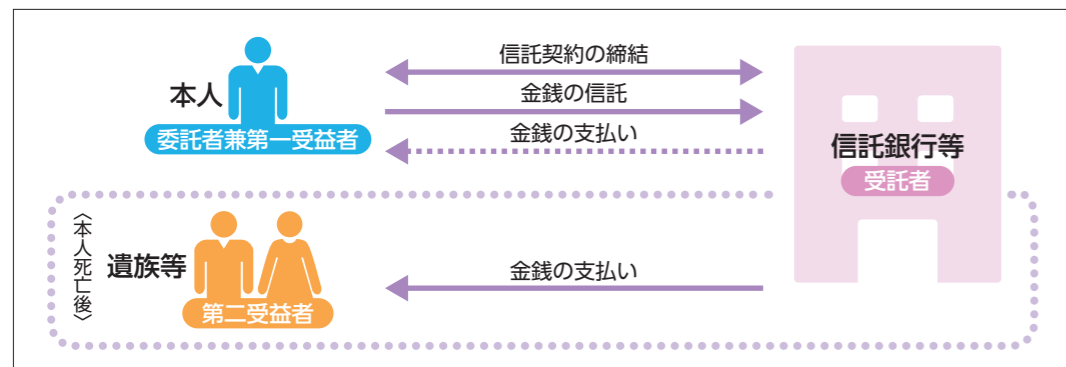 信託契約の締結
本人
金銭の信託
委託者兼第一受益者
金銭の支払い
信託銀行等
受託者
〈本人死亡後〉
遺族等
金銭の支払い
第二受益者